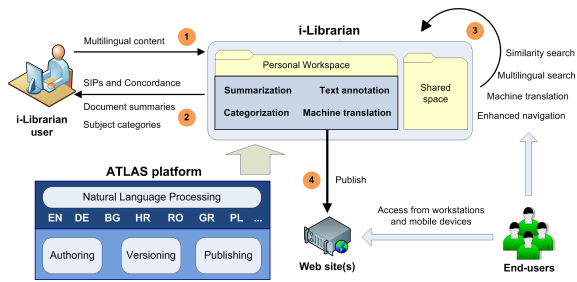 i-Librarian
1
Multilingual content
3
Similarity search
Multilingual search
Machine translation
Enhanced navigation
Personal Workspace
Summarization
Text annotation
Categorization
Machine translation
Shared
space
SIPs and Concordance
Document summaries
Subject categories
2
i-Librarian
user
ATLAS platform
Natural Language Processing
EN DE BG HR RO GR PL ...
Authoring
Versioning
Publishing
4
Publish
Web site(s)
Access from workstations
and mobile devices
End-users